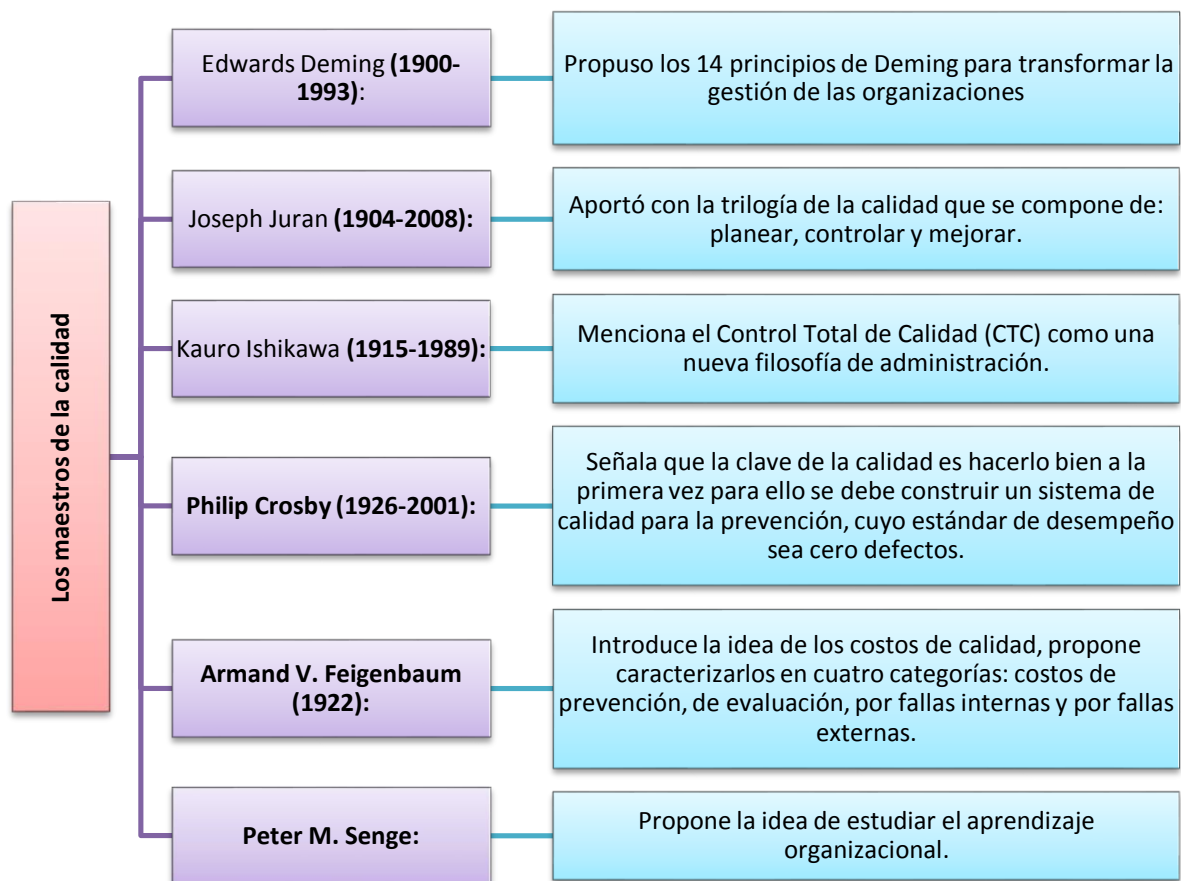 Los maestros de la calidad
Edwards Deming (1900-
1993):
Propuso los 14 principios de Deming para transformar la
gestión de las organizaciones
Joseph Juran (1904-2008):
Aportó con la trilogía de la calidad que se compone de:
planear, controlar y mejorar.
Kauro Ishikawa (1915-1989):
Menciona el Control Total de Calidad (CTC) como una
nueva filosofía de administración.
Philip Crosby (1926-2001):
Señala que la clave de la calidad es hacerlo bien a la
primera vez para ello se debe construir un sistema de
calidad para la prevención, cuyo estándar de desempeño
sea cero defectos.
Armand V. Feigenbaum
(1922):
Introduce la idea de los costos de calidad, propone
caracterizarlos en cuatro categorías: costos de
prevención, de evaluación, por fallas internas y por fallas
externas.
Peter M. Senge:
Propone la idea de estudiar el aprendizaje
organizacional.